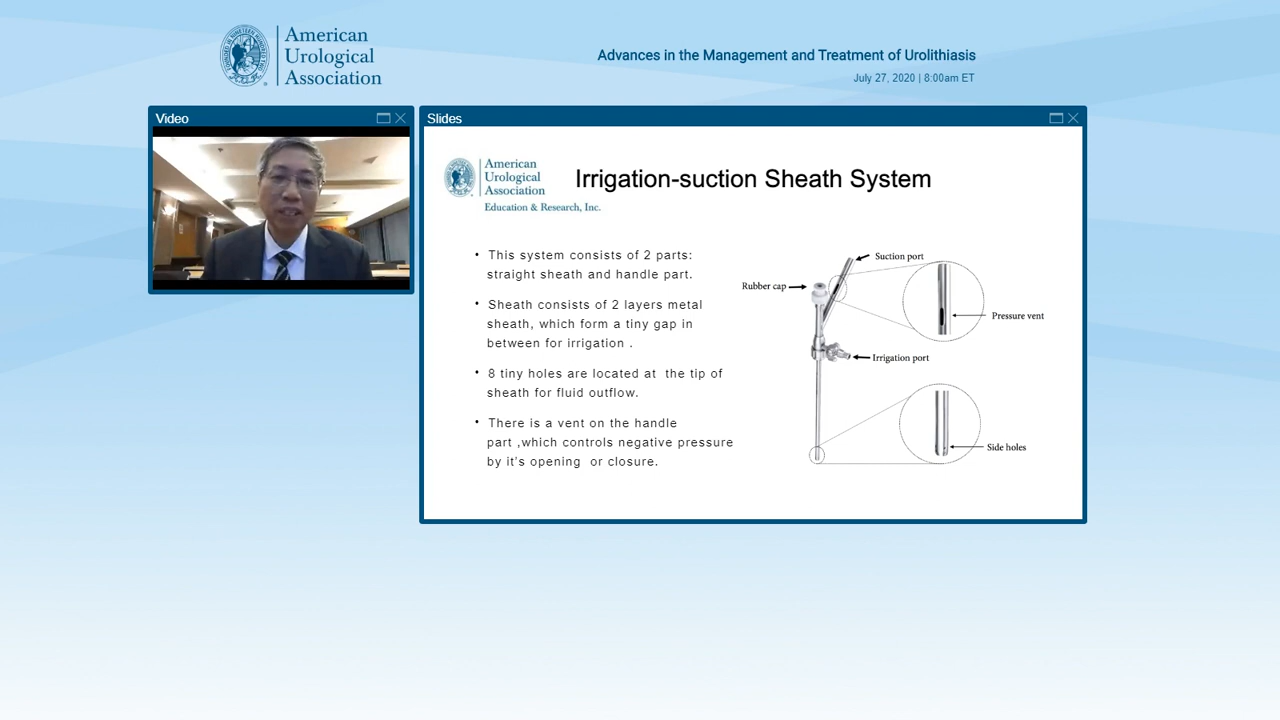 American
Urological
Association
Advances in the Management and Treatment of Urolithiasis
July 27, 2020 | 8:00am ET
Video
Slides
American
Urological
Association
Education & Research, Inc.
Irrigation-suction Sheath System
• This system consists of 2 parts:
straight sheath and handle part.
• Sheath consists of 2 layers metal
sheath, which form a tiny gap in
between for irrigation .
• 8 tiny holes are located at the tip of
sheath for fluid outflow.
• There is a vent on the handle
part ,which controls negative pressure
by it's opening or closure.
Suction port
Rubber cap
Pressure vent
Irrigation port
Side holes